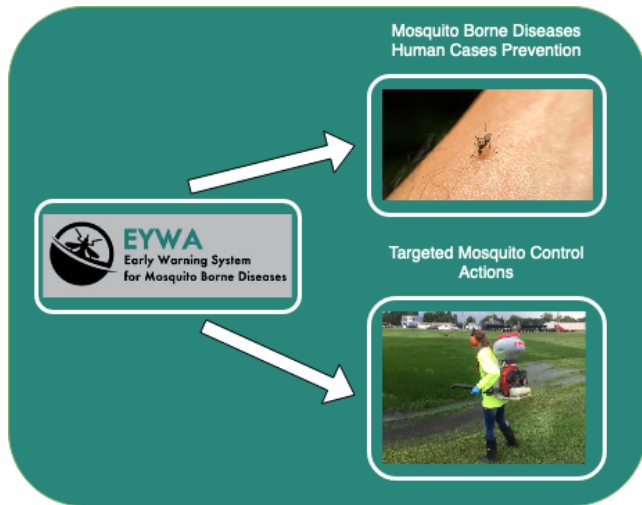 Mosquito Borne Diseases
Human Cases Prevention
EYWA
Early Warning System
for Mosquito Borne Diseases
Targeted Mosquito Control
Actions